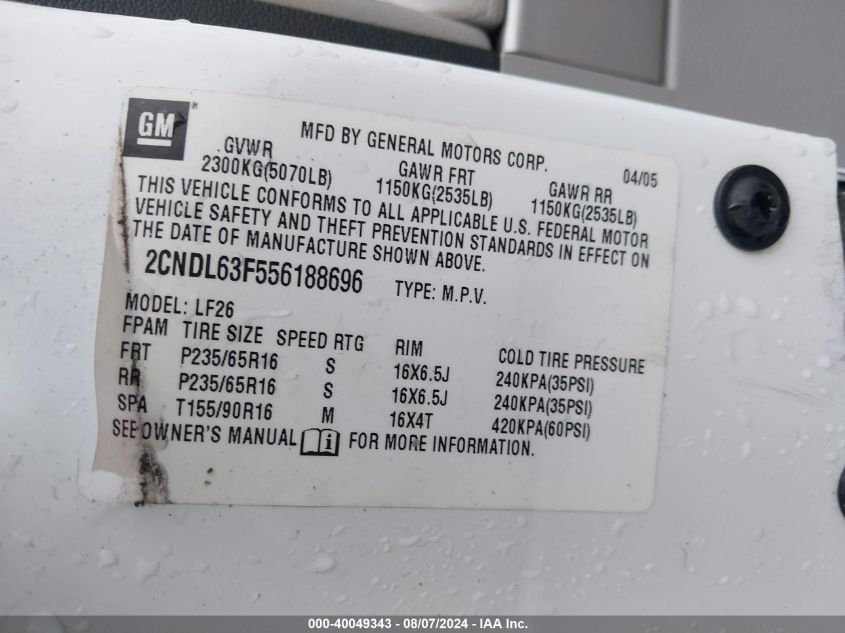 GM
MFD BY GENERAL MOTORS CORP. 04/05
GVWR GAWR FRT GAWR RR
2300KG(5070LB) 1150KG(2535LB) 1150KG(2535LB)
THIS VEHICLE CONFORMS TO ALL APPLICABLE U.S. FEDERAL MOTOR
VEHICLE SAFETY AND THEFT PREVENTION STANDARDS IN EFFECT ON
THE DATE OF MANUFACTURE SHOWN ABOVE.
2CNDL63F556188696 TYPE: M.P.V.
MODEL: LF26
FPAM TIRE SIZE SPEED RTG RIM COLD TIRE PRESSURE
FRT P235/65R16 S 16X6.5J 240KPA(35PSI)
RR P235/65R16 S 16X6.5J 240KPA(35PSI)
SPA T155/90R16 M 16X4T 420KPA(60PSI)
SEE OWNER'S MANUAL i FOR MORE INFORMATION.
000-40049343 - 08/07/2024 - IAA Inc.